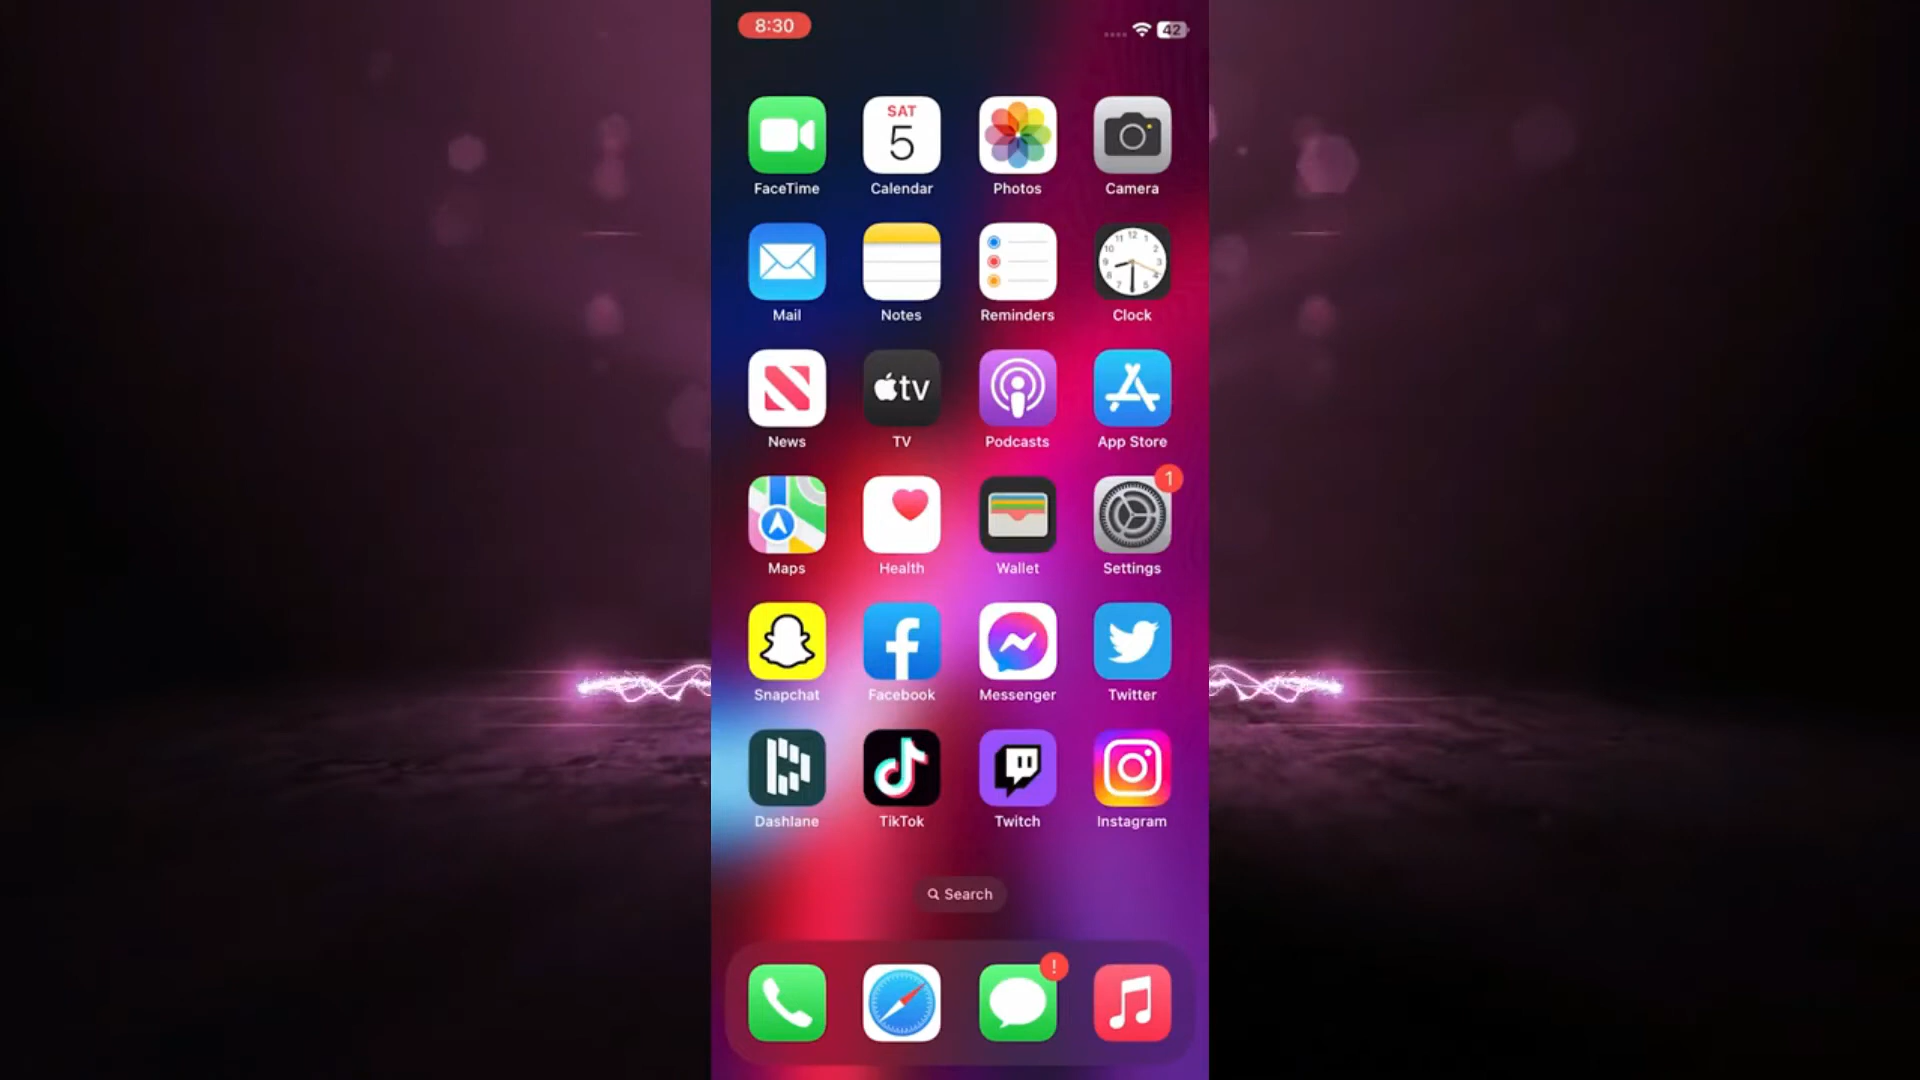 8:30
42
SAT
5
FaceTime Calendar Photos Camera
Mail Notes Reminders Clock
tv
News TV Podcasts App Store
1
Maps Health Wallet Settings
Snapchat Facebook Messenger Twitter
Dashlane TikTok Twitch Instagram
Search
!